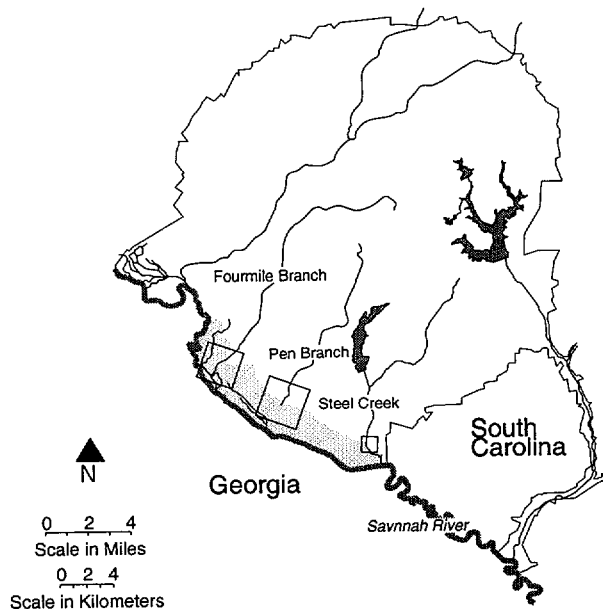 Fourmile Branch
Pen Branch
Steel Creek
South
Carolina
N
Georgia
Savnnah River
0 2 4
Scale in Miles
0 2 4
Scale in Kilometers